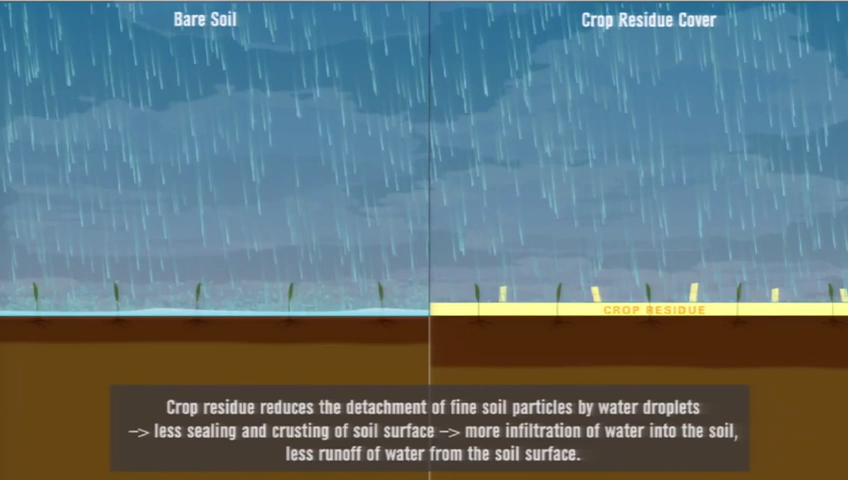 Bare Soil
Crop Residue Cover
CROP RESIDUE
Crop residue reduces the detachment of fine soil particles by water droplets
–> less sealing and crusting of soil surface –> more infiltration of water into the soil,
less runoff of water from the soil surface.